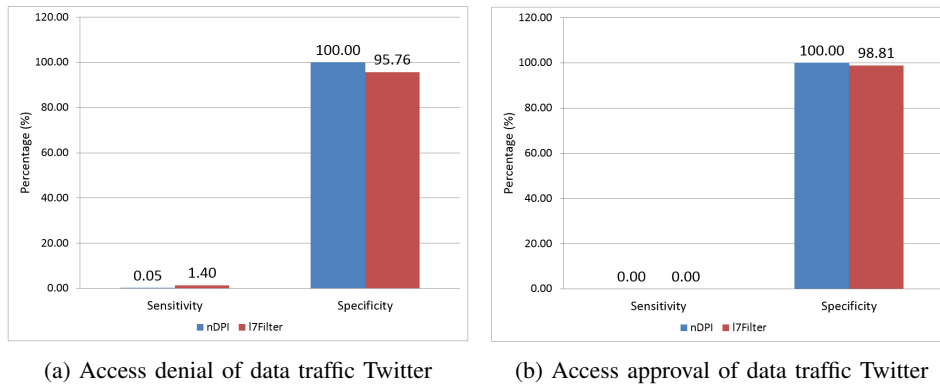 120.00
100.00
80.00
60.00
40.00
20.00
0.00
Percentage (%)
0.05
1.40
100.00
95.76
Sensitivity
Specificity
nDPI l7Filter
(a) Access denial of data traffic Twitter
120.00
100.00
80.00
60.00
40.00
20.00
0.00
Percentage (%)
0.00
0.00
100.00
98.81
Sensitivity
Specificity
nDPI l7Filter
(b) Access approval of data traffic Twitter